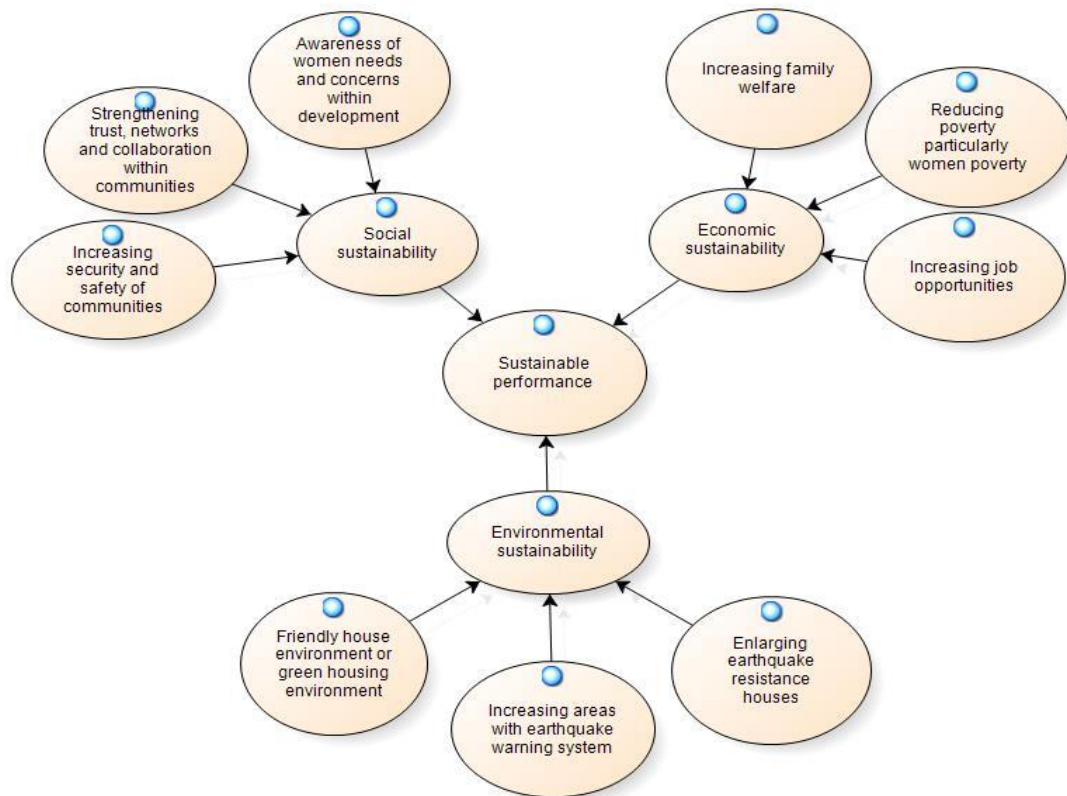 Awareness of
women needs
and concerns
within
development
Strengthening
trust, networks
and collaboration
within
communities
Increasing
security and
safety of
communities
Social
sustainability
Increasing family
welfare
Reducing
poverty
particularly
women poverty
Economic
sustainability
Increasing job
opportunities
Sustainable
performance
Environmental
sustainability
Friendly house
environment or
green housing
environment
Increasing areas
with earthquake
warning system
Enlarging
earthquake
resistance
houses